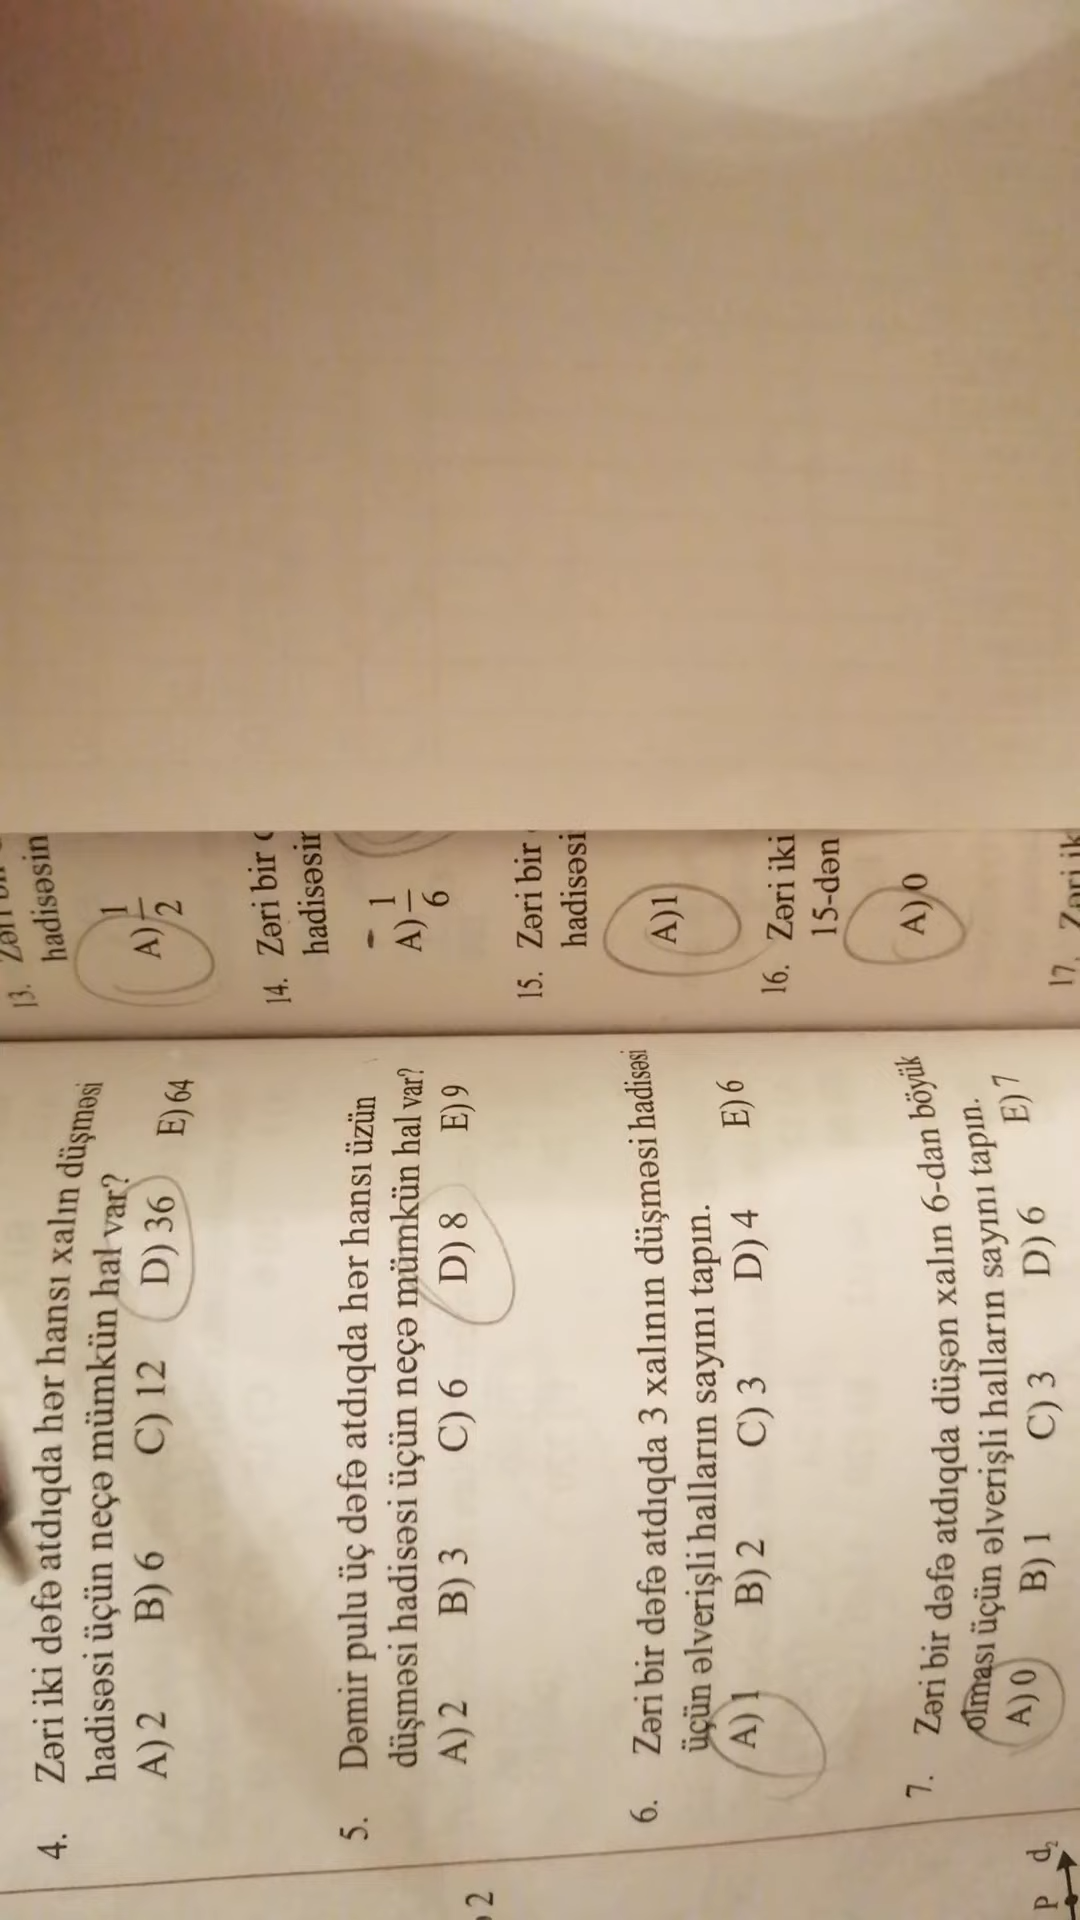 4. Zəri iki dəfə atdıqda hər hansı xalın düşməsi
hadisəsi üçün neçə mümkün hal var?
A) 2 B) 6 C) 12 D) 36 E) 64
5. Dəmir pulu üç dəfə atdıqda hər hansı üzün
düşməsi hadisəsi üçün neçə mümkün hal var?
A) 2 B) 3 C) 6 D) 8 E) 9
6. Zəri bir dəfə atdıqda 3 xalının düşməsi hadisəsi
üçün əlverişli halların sayını tapın.
A) 1 B) 2 C) 3 D) 4 E) 6
7. Zəri bir dəfə atdıqda düşən xalın 6-dan böyük
olması üçün əlverişli halların sayını tapın.
A) 0 B) 1 C) 3 D) 6 E) 7
2
P d₂
13.
hadisəsin
A) 1/2
14. Zəri bir
hadisəsir
A) 1/6
15. Zəri bir
hadisəsi
A) 1
16. Zəri iki
15-dən
A) 0
17. Zəri ik